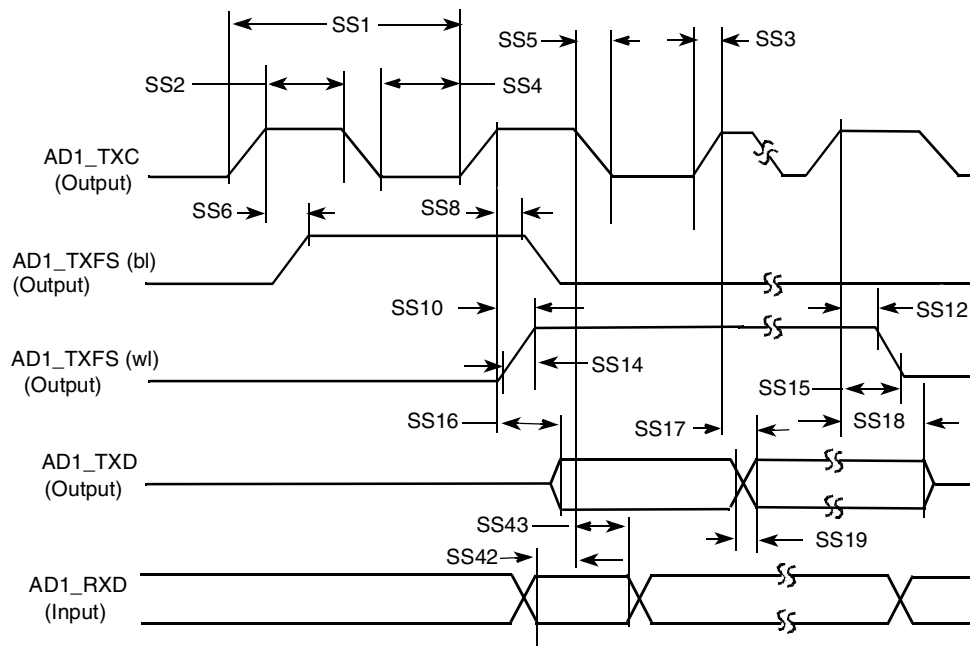 SS1
SS5
SS3
SS2
SS4
AD1_TXC
(Output)
SS6
SS8
AD1_TXFS (bl)
(Output)
SS10
SS12
AD1_TXFS (wl)
(Output)
SS14
SS15
SS16
SS17
SS18
AD1_TXD
(Output)
SS43
SS19
SS42
AD1_RXD
(Input)